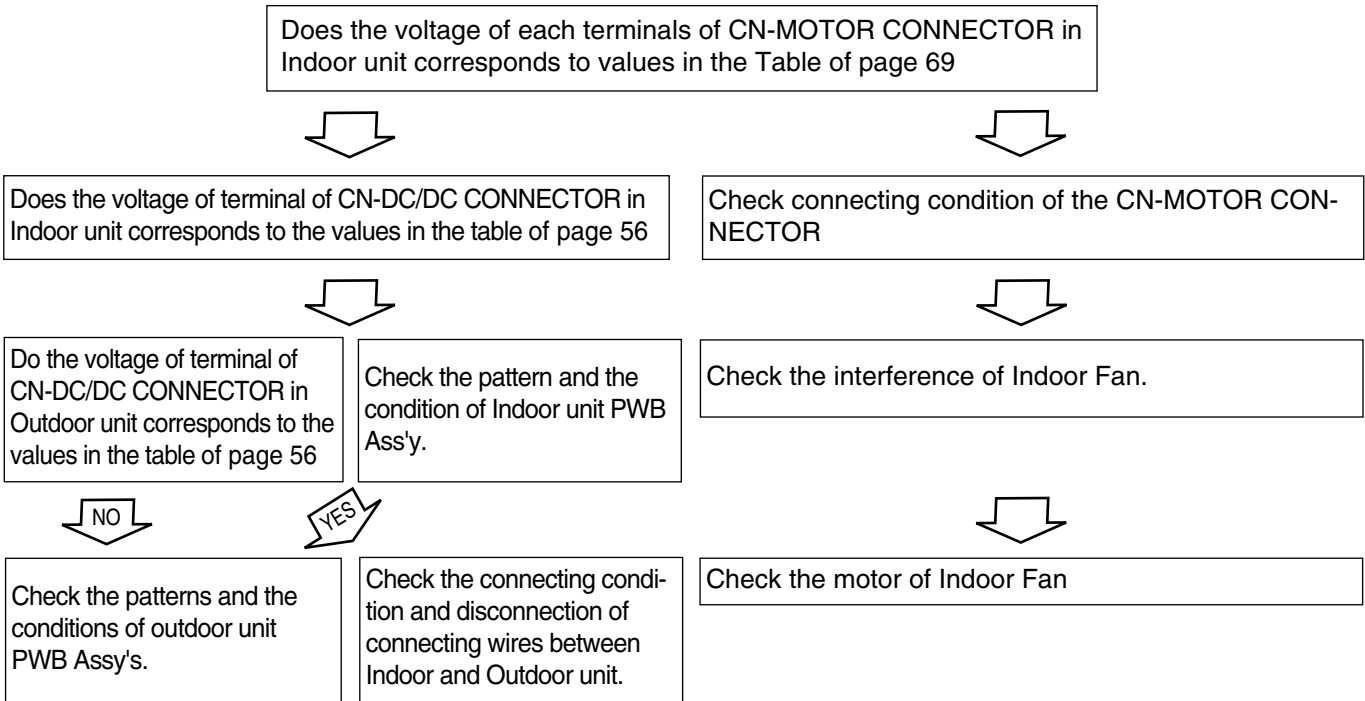 Does the voltage of each terminals of CN-MOTOR CONNECTOR in
Indoor unit corresponds to values in the Table of page 69
Does the voltage of terminal of CN-DC/DC CONNECTOR in
Indoor unit corresponds to the values in the table of page 56
Check connecting condition of the CN-MOTOR CON-
NECTOR
Do the voltage of terminal of
CN-DC/DC CONNECTOR in
Outdoor unit corresponds to the
values in the table of page 56
Check the pattern and the
condition of Indoor unit PWB
Ass'y.
Check the interference of Indoor Fan.
NO
YES
Check the patterns and the
conditions of outdoor unit
PWB Assy's.
Check the connecting condi-
tion and disconnection of
connecting wires between
Indoor and Outdoor unit.
Check the motor of Indoor Fan